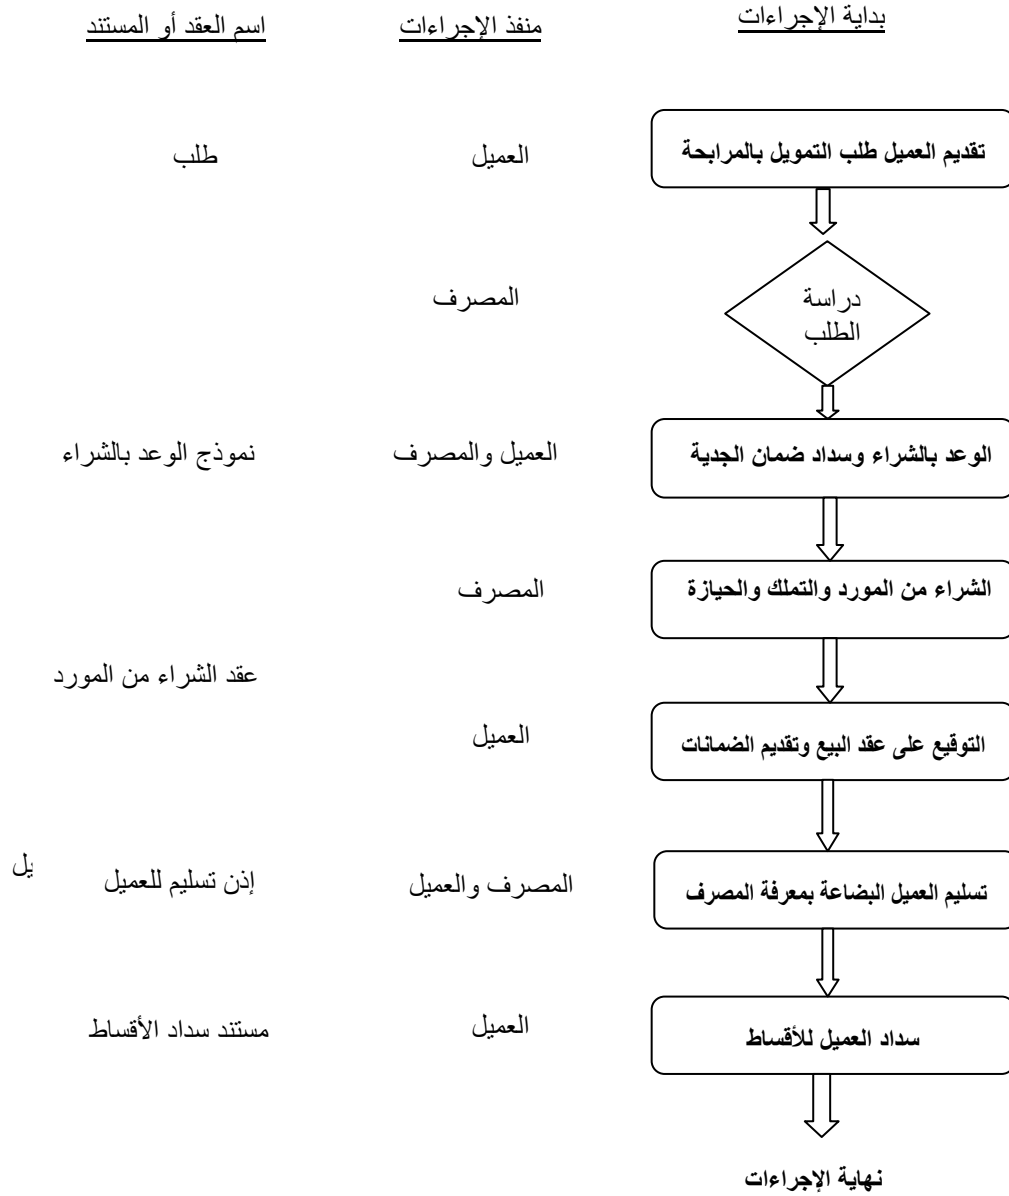 بداية الإجراءات
منفذ الإجراءات
اسم العقد أو المستند
تقديم العميل طلب التمويل بالمرابحة
العميل
طلب
دراسة
الطلب
المصرف
الوعد بالشراء وسداد ضمان الجدية
العميل والمصرف
نموذج الوعد بالشراء
الشراء من المورد والتملك والحيازة
المصرف
عقد الشراء من المورد
التوقيع على عقد البيع وتقديم الضمانات
العميل
تسليم العميل البضاعة بمعرفة المصرف
المصرف والعميل
إذن تسليم للعميل
سداد العميل للأقساط
العميل
مستند سداد الأقساط
نهاية الإجراءات